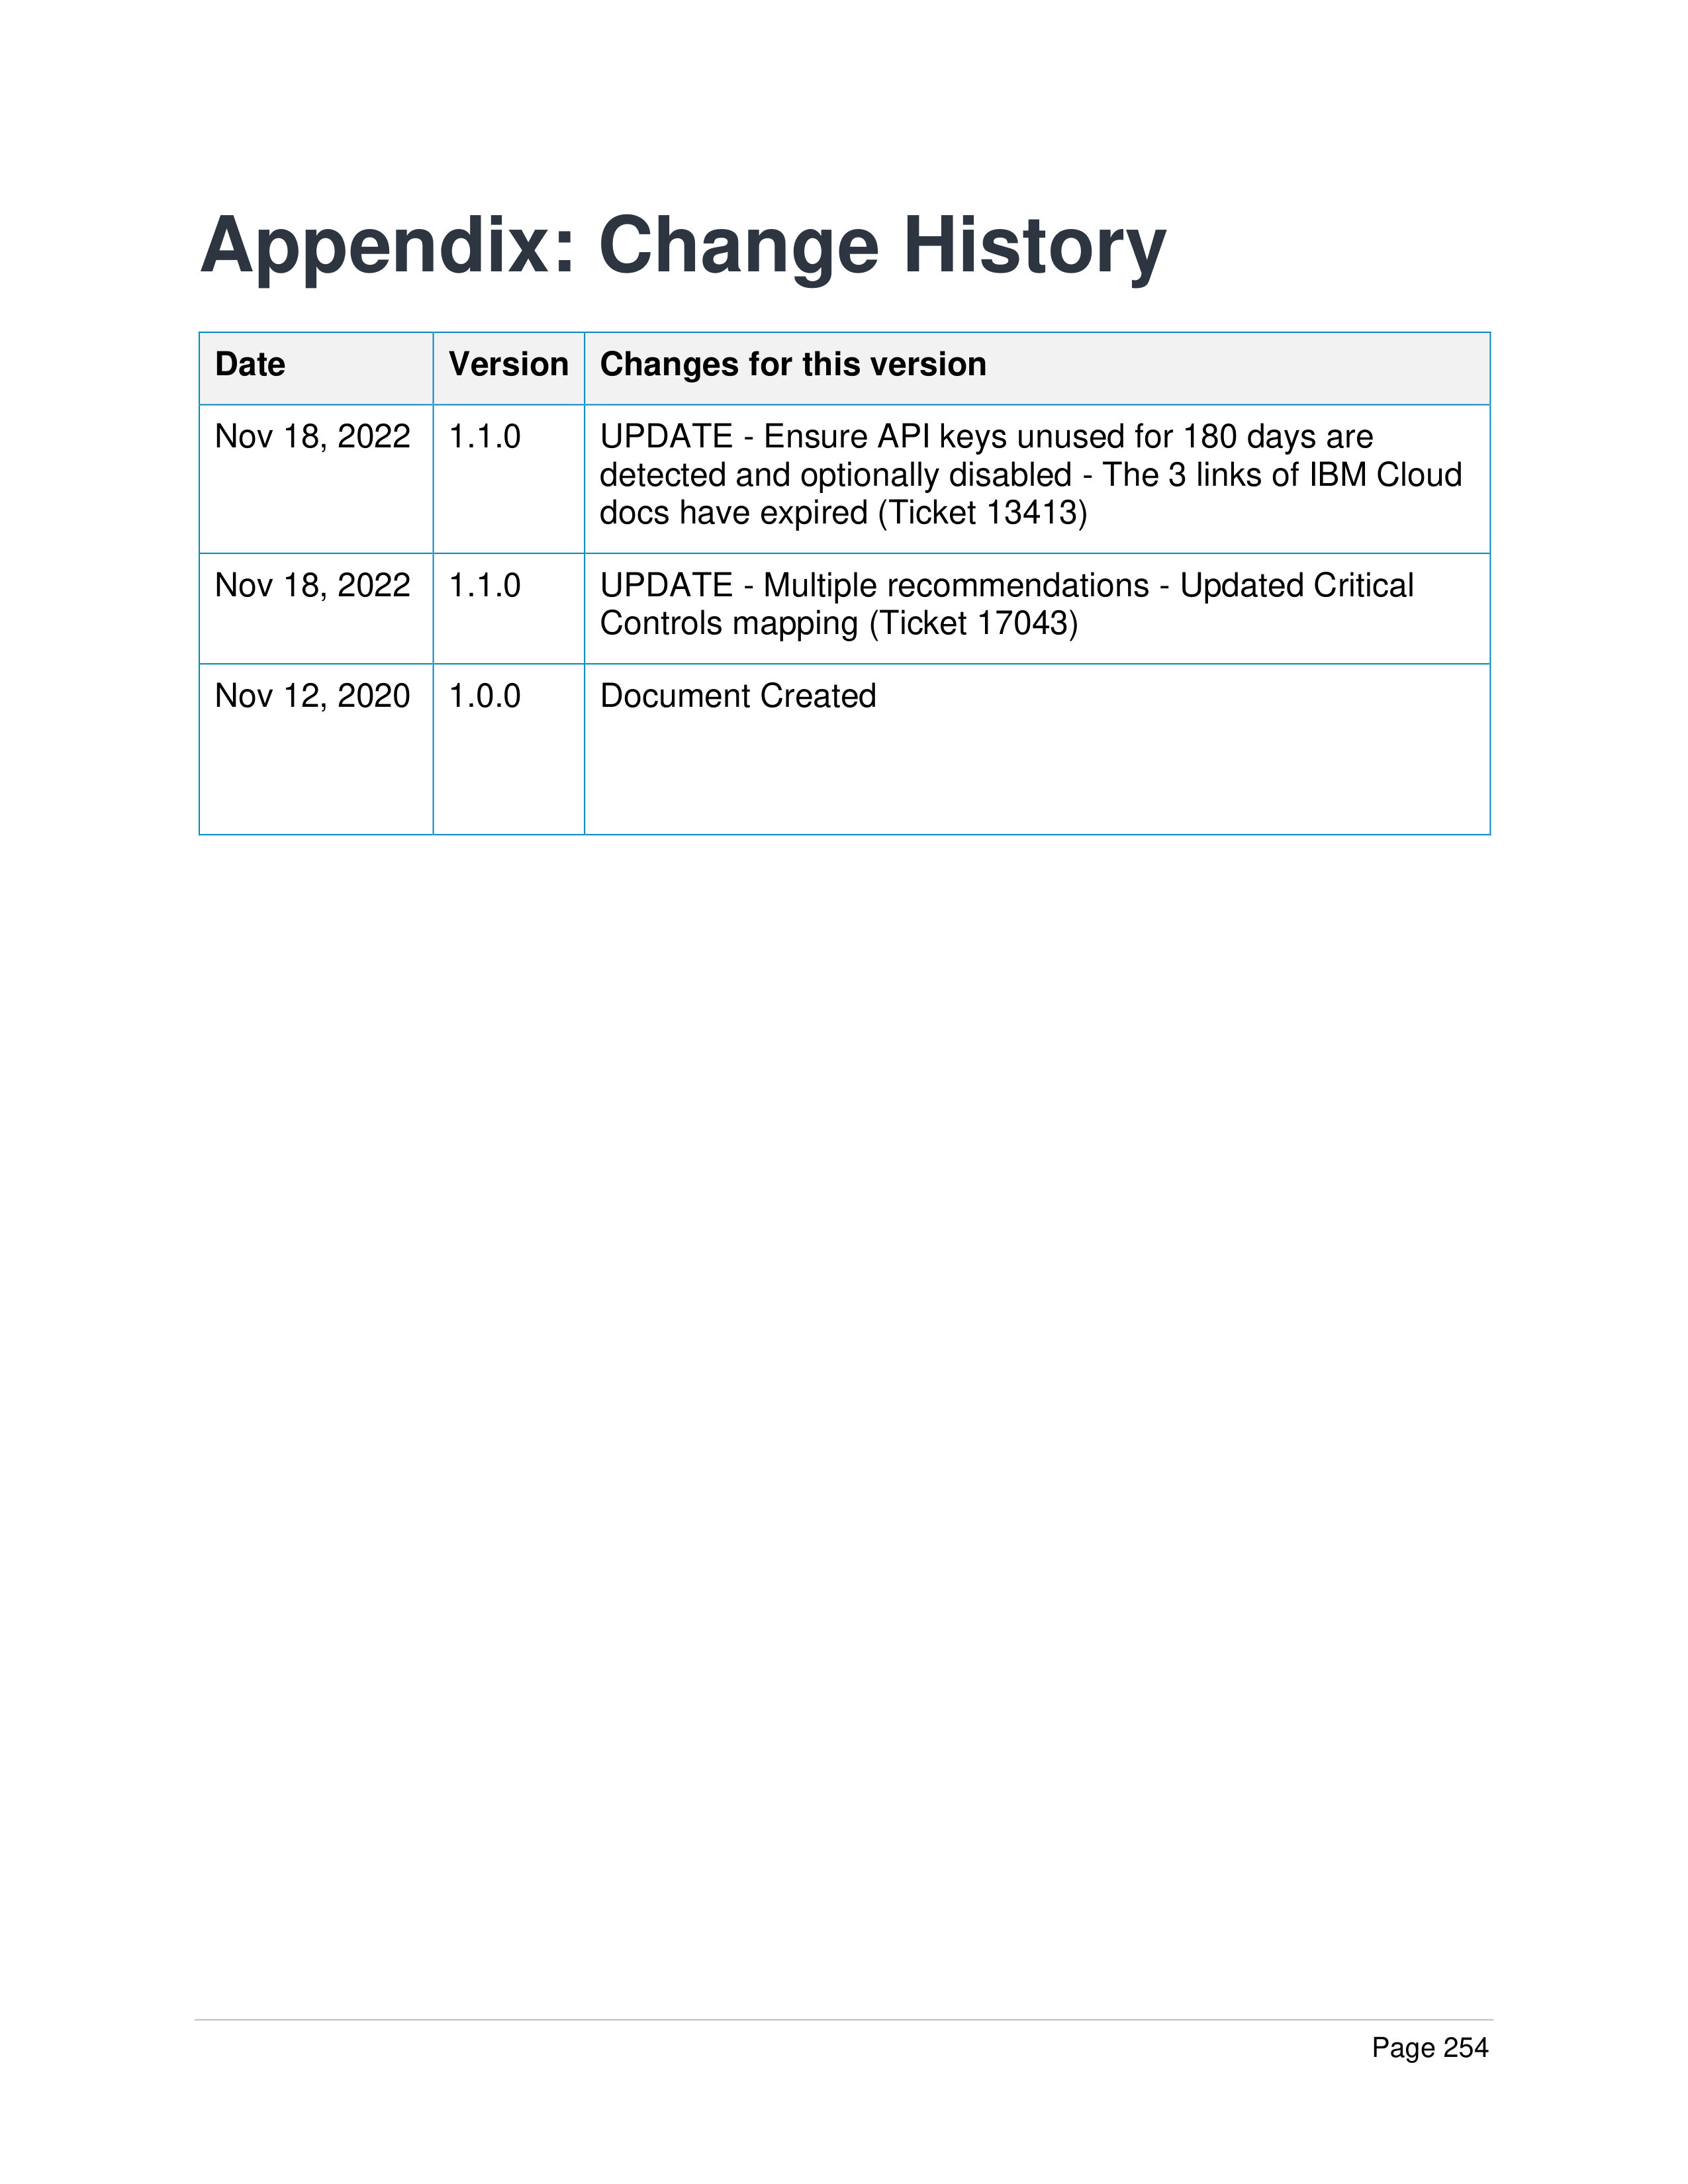 Appendix: Change History
Date Version Changes for this version
Nov 18, 2022 1.1.0 UPDATE - Ensure API keys unused for 180 days are
detected and optionally disabled - The 3 links of IBM Cloud
docs have expired (Ticket 13413)
Nov 18, 2022 1.1.0 UPDATE - Multiple recommendations - Updated Critical
Controls mapping (Ticket 17043)
Nov 12, 2020 1.0.0 Document Created
Page 254